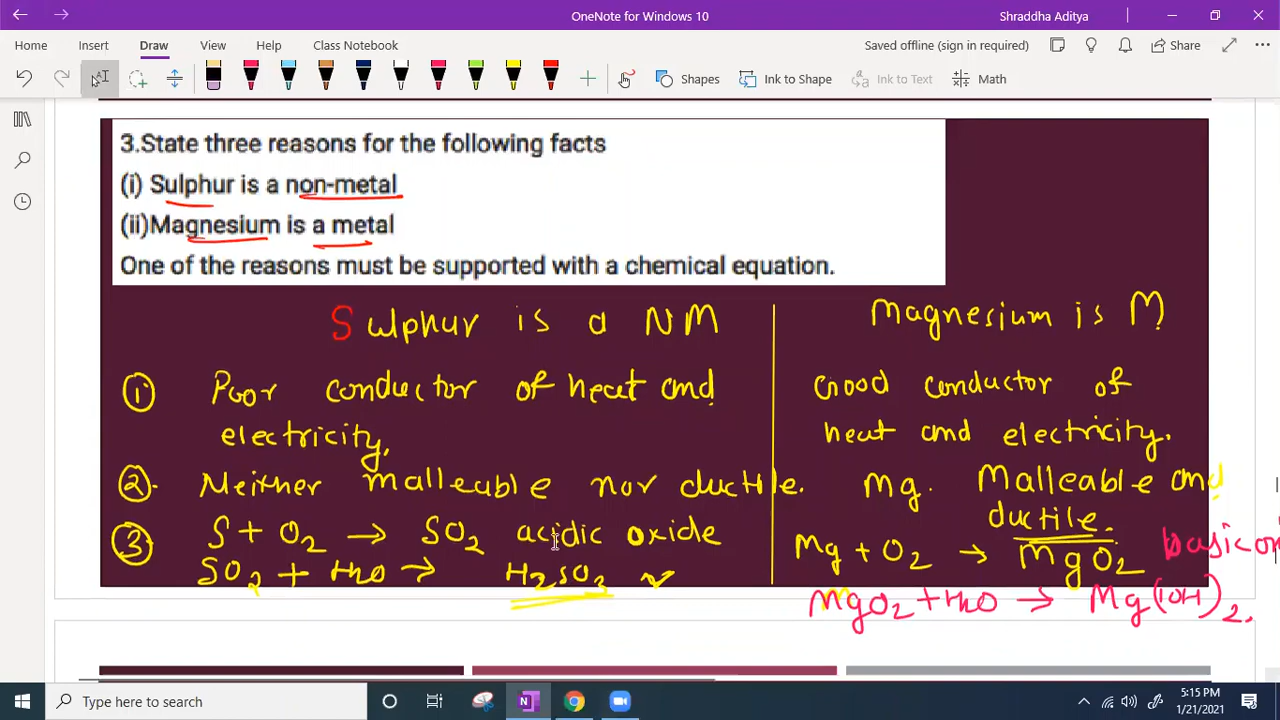 OneNote for Windows 10
Shraddha Aditya
Home Insert Draw View Help Class Notebook
Saved offline (sign in required)
Share
Shapes Ink to Shape Ink to Text Math
3.State three reasons for the following facts
(i) Sulphur is a non-metal
(ii)Magnesium is a metal
One of the reasons must be supported with a chemical equation.
Sulphur is a NM
① Poor conductor of heat and
electricity.
②. Neither malleable nor ductile.
③ S + O2 → SO2 acidic oxide
SO2 + H2O → H2SO3
Magnesium is M
Good conductor of
heat and electricity.
Mg. Malleable and
ductile.
Mg + O2 → MgO2 basic
MgO2 + H2O → Mg(OH)2.
Type here to search
5:15 PM
1/21/2021